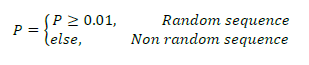 P = {P ≥ 0.01, Random sequence
else, Non random sequence